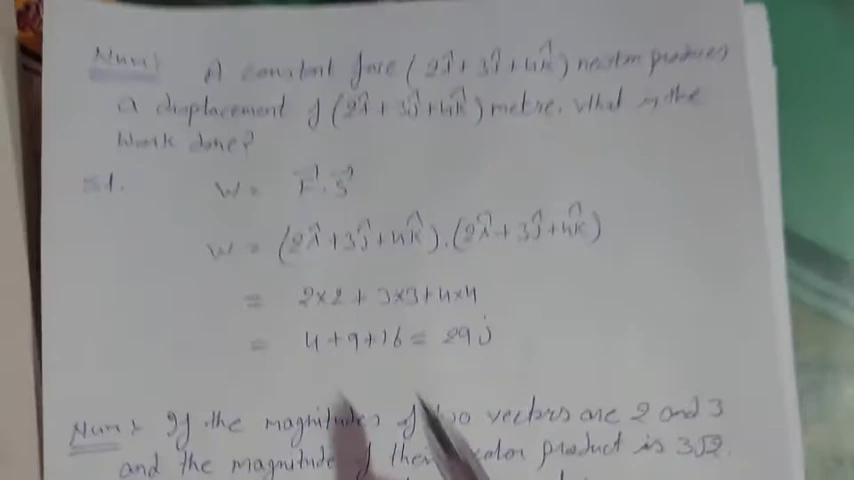 Num: A constant force (2î + 3ĵ + 4k̂) newton produces
a displacement of (2î + 3ĵ + 4k̂) metre. What is the
work done?
Sol. W = F⃗.S⃗
W = (2î + 3ĵ + 4k̂).(2î + 3ĵ + 4k̂)
= 2×2 + 3×3 + 4×4
= 4+9+16 = 29 j
Num: If the magnitudes of two vectors are 2 and 3
and the magnitude of their scalar product is 3√2.